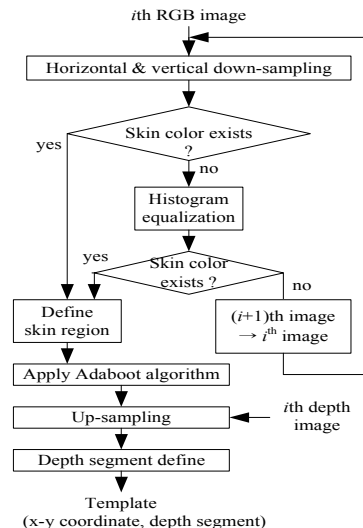 ith RGB image
Horizontal & vertical down-sampling
Skin color exists
?
yes
no
Histogram
equalization
yes
Skin color
exists ?
no
Define
skin region
(i+1)th image
→ i^th image
Apply Adaboot algorithm
Up-sampling
ith depth
image
Depth segment define
Template
(x-y coordinate, depth segment)